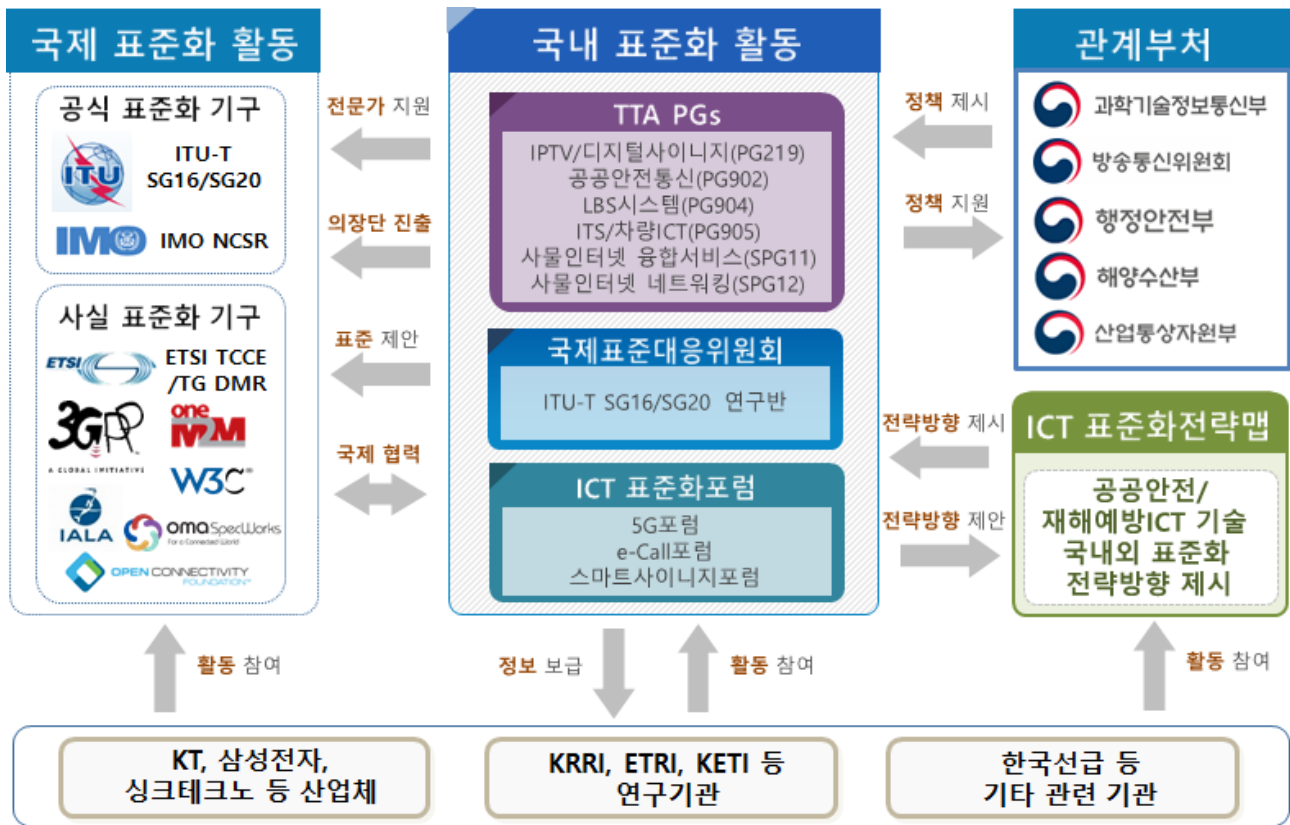 국제 표준화 활동
공식 표준화 기구
ITU
ITU-T
SG16/SG20
IMO
IMO NCSR
사실 표준화 기구
ETSI
ETSI TCCE
/TG DMR
3GPP
A GLOBAL INITIATIVE
one
M2M
W3C
IALA
oma SpecWorks
For a Connected World
OPEN CONNECTIVITY
FOUNDATION™
전문가 지원
의장단 진출
표준 제안
국제 협력
국내 표준화 활동
TTA PGs
IPTV/디지털사이니지(PG219)
공공안전통신(PG902)
LBS시스템(PG904)
ITS/차량ICT(PG905)
사물인터넷 융합서비스(SPG11)
사물인터넷 네트워킹(SPG12)
국제표준대응위원회
ITU-T SG16/SG20 연구반
ICT 표준화포럼
5G포럼
e-Call포럼
스마트사이니지포럼
정책 제시
정책 지원
전략방향 제시
전략방향 제안
관계부처
과학기술정보통신부
방송통신위원회
행정안전부
해양수산부
산업통상자원부
ICT 표준화전략맵
공공안전/
재해예방ICT 기술
국내외 표준화
전략방향 제시
활동 참여
정보 보급
활동 참여
활동 참여
KT, 삼성전자,
싱크테크노 등 산업체
KRRI, ETRI, KETI 등
연구기관
한국선급 등
기타 관련 기관